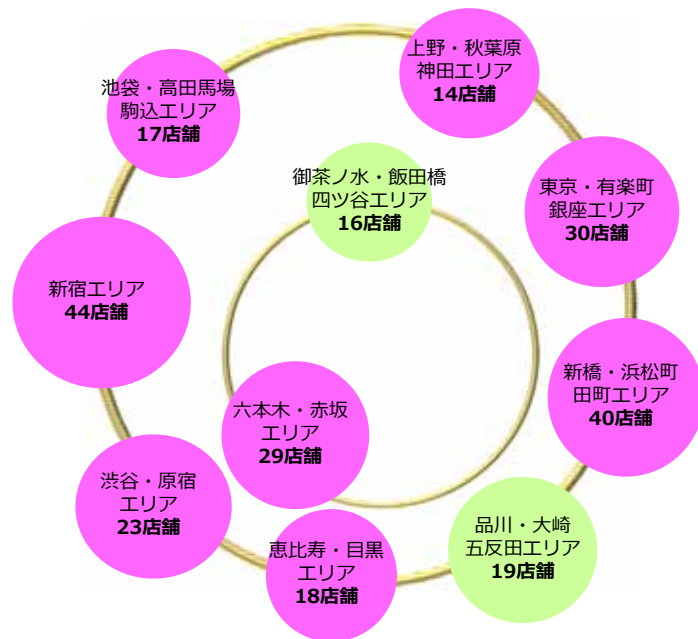 上野・秋葉原
神田エリア
14店舗
池袋・高田馬場
駒込エリア
17店舗
御茶ノ水・飯田橋
四ツ谷エリア
16店舗
東京・有楽町
銀座エリア
30店舗
新宿エリア
44店舗
新橋・浜松町
田町エリア
40店舗
六本木・赤坂
エリア
29店舗
渋谷・原宿
エリア
23店舗
品川・大崎
五反田エリア
19店舗
恵比寿・目黒
エリア
18店舗